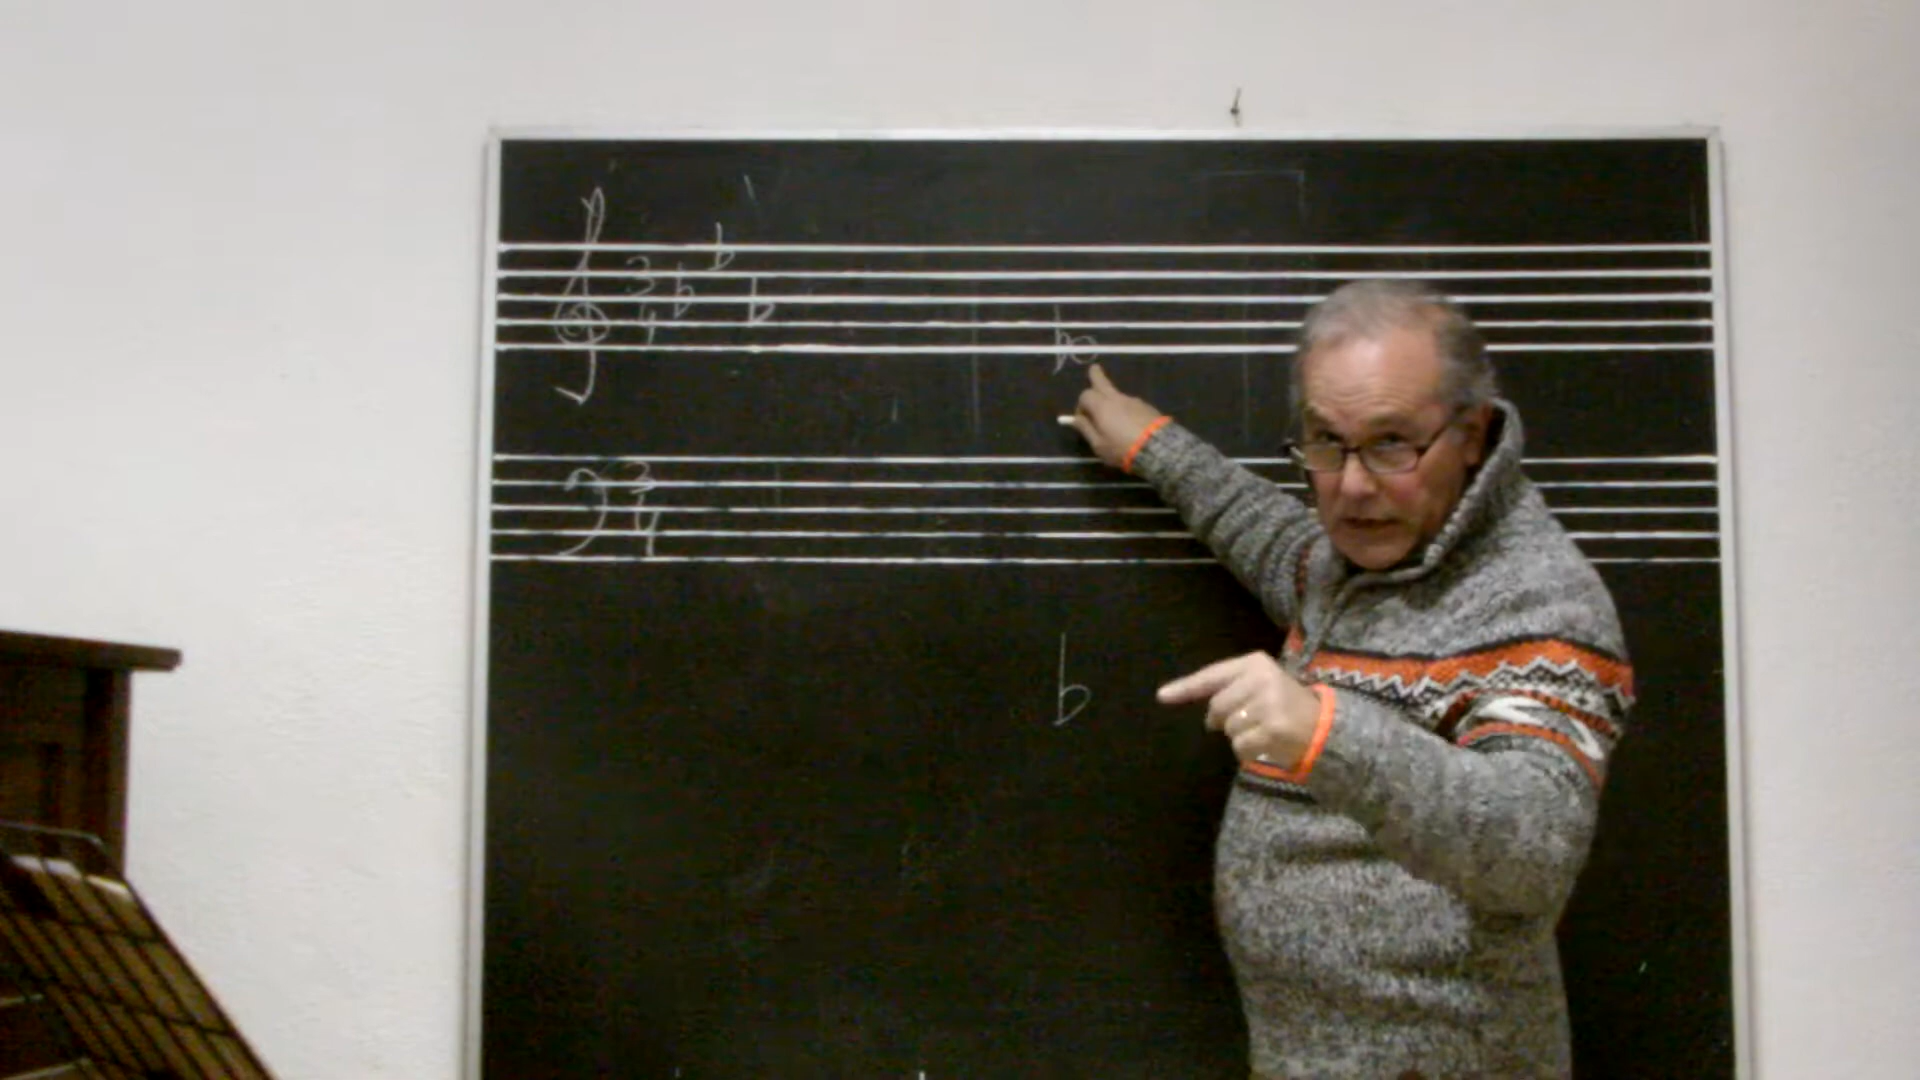 𝄞 3 ♭ ♭ ♭
4 ♭𝅝
𝄢 3
4
♭